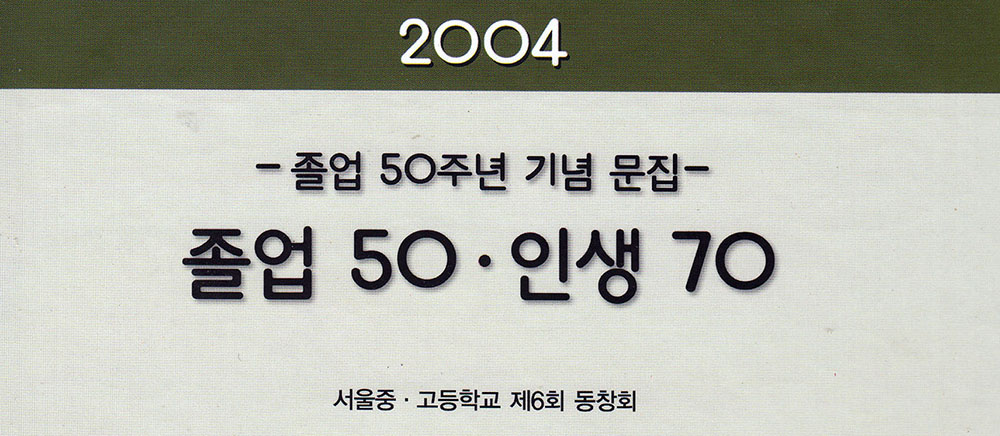 2004
- 졸업 50주년 기념 문집-
졸업 50 · 인생 70
서울중 · 고등학교 제6회 동창회